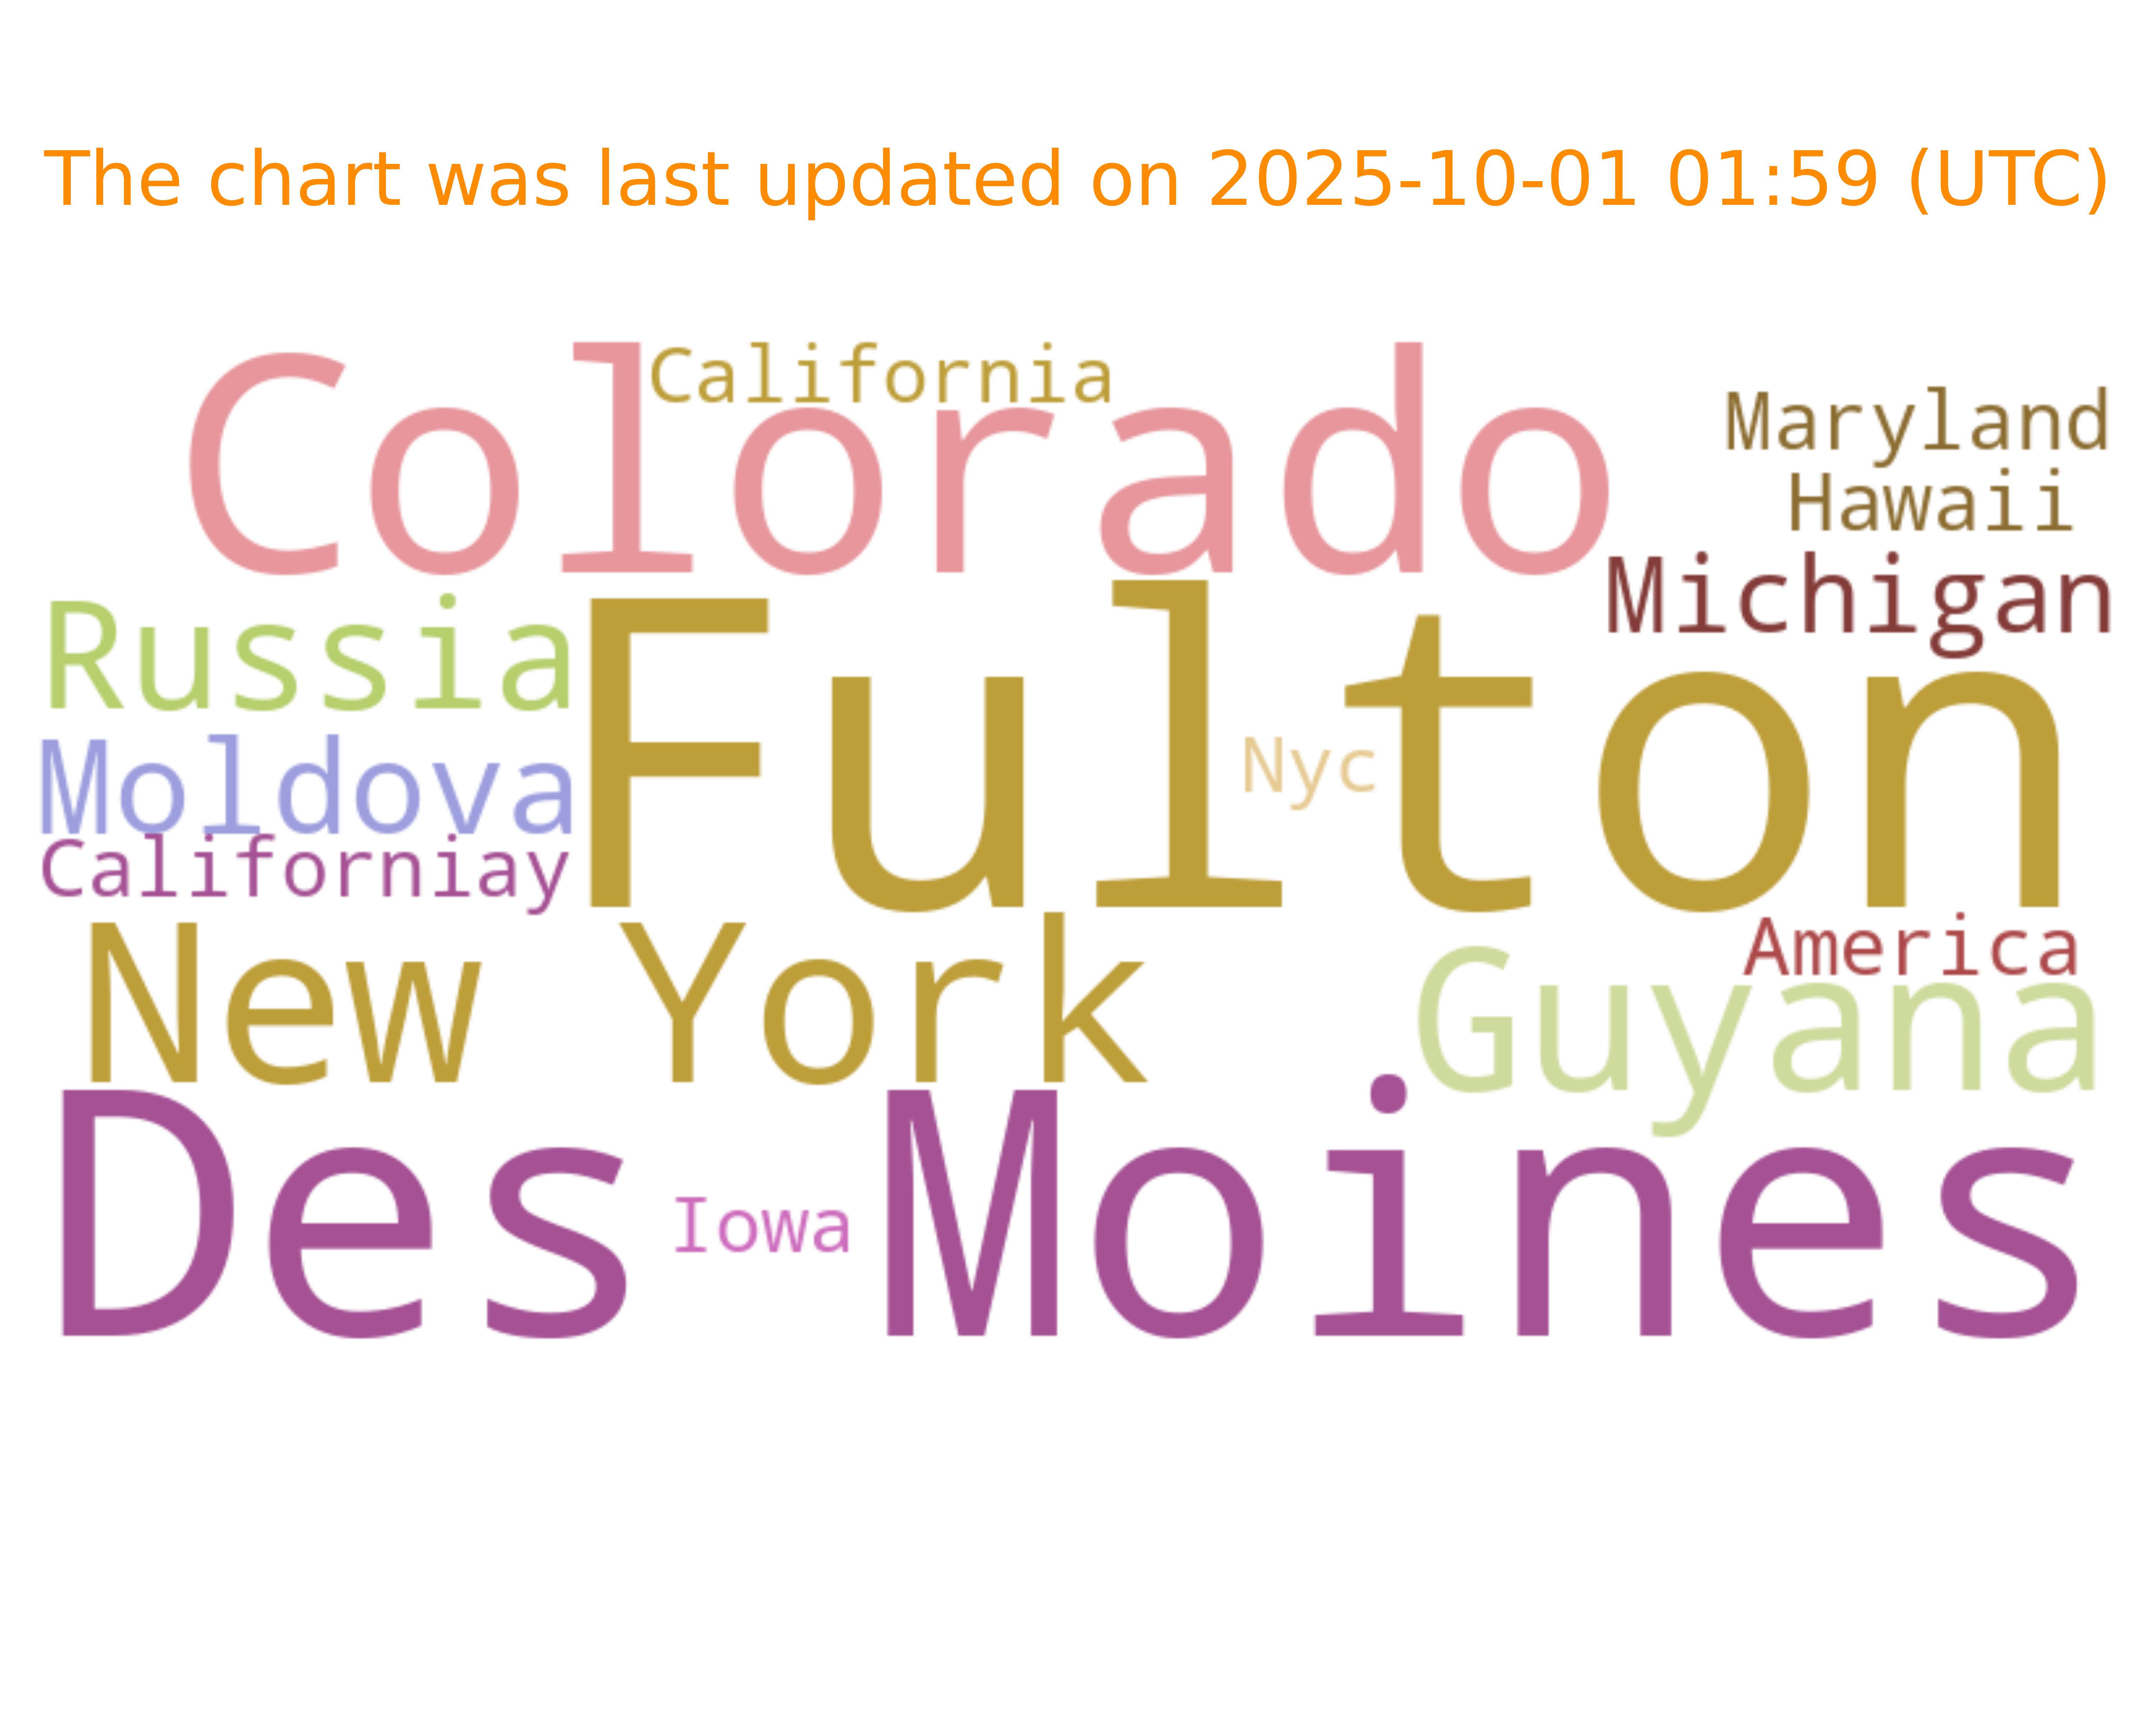 The chart was last updated on 2025-10-01 01:59 (UTC)
California
Colorado
Maryland
Hawaii
Michigan
Russia
Fulton
Moldova
Nyc
Californiay
New York
America
Guyana
Des Moines
Iowa